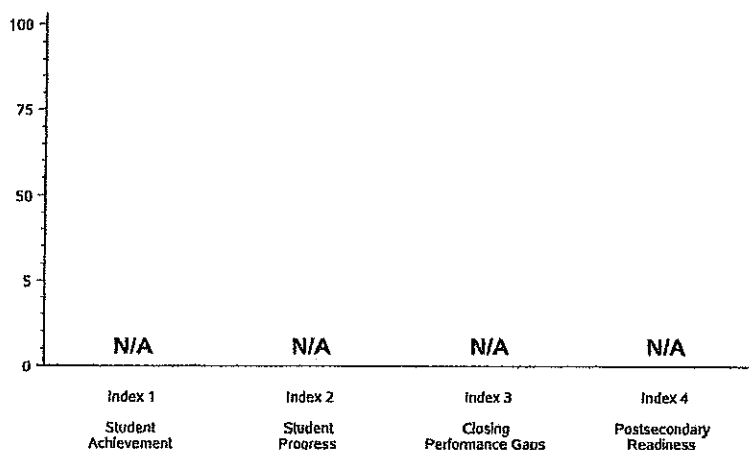 100
75
50
5
0
N/A N/A N/A N/A
Index 1 Index 2 Index 3 Index 4
Student Student Closing Postsecondary
Achievement Progress Performance Gaps Readiness